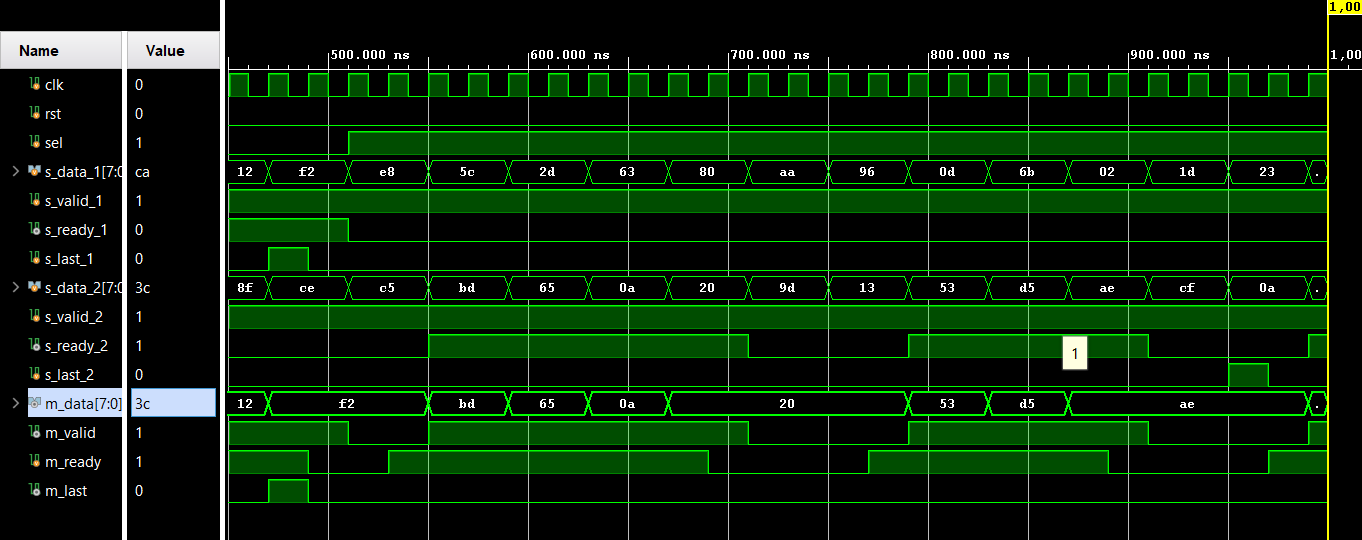 1,00
Name Value 500.000 ns 600.000 ns 700.000 ns 800.000 ns 900.000 ns 1,00
clk 0
rst 0
sel 1
s_data_1[7:0 ca 12 f2 e8 5c 2d 63 80 aa 96 0d 6b 02 1d 23 .
s_valid_1 1
s_ready_1 0
s_last_1 0
s_data_2[7:0 3c 8f ce c5 bd 65 0a 20 9d 13 53 d5 ae cf 0a .
s_valid_2 1
s_ready_2 1 1
s_last_2 0
m_data[7:0] 3c 12 f2 bd 65 0a 20 53 d5 ae .
m_valid 1
m_ready 1
m_last 0